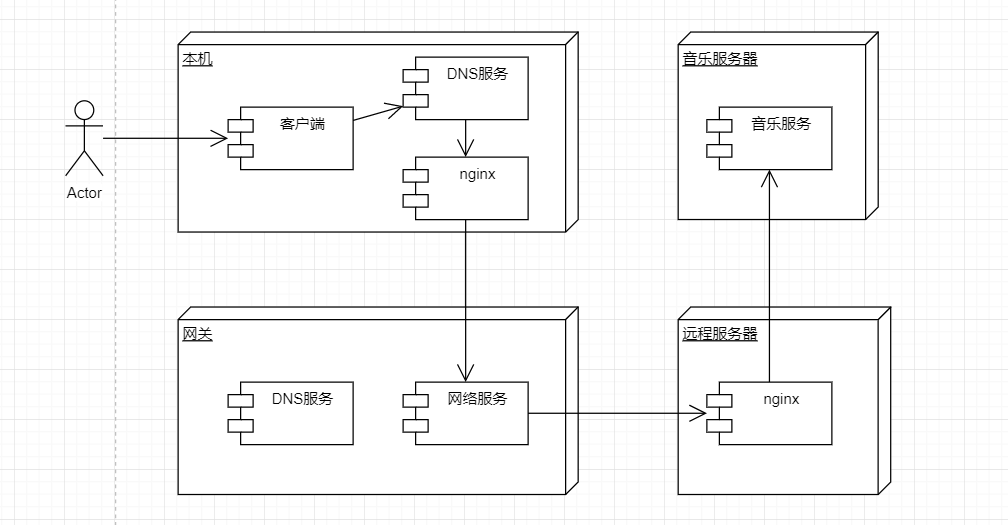 本机
DNS服务
客户端
nginx
Actor
音乐服务器
音乐服务
网关
DNS服务
网络服务
远程服务器
nginx